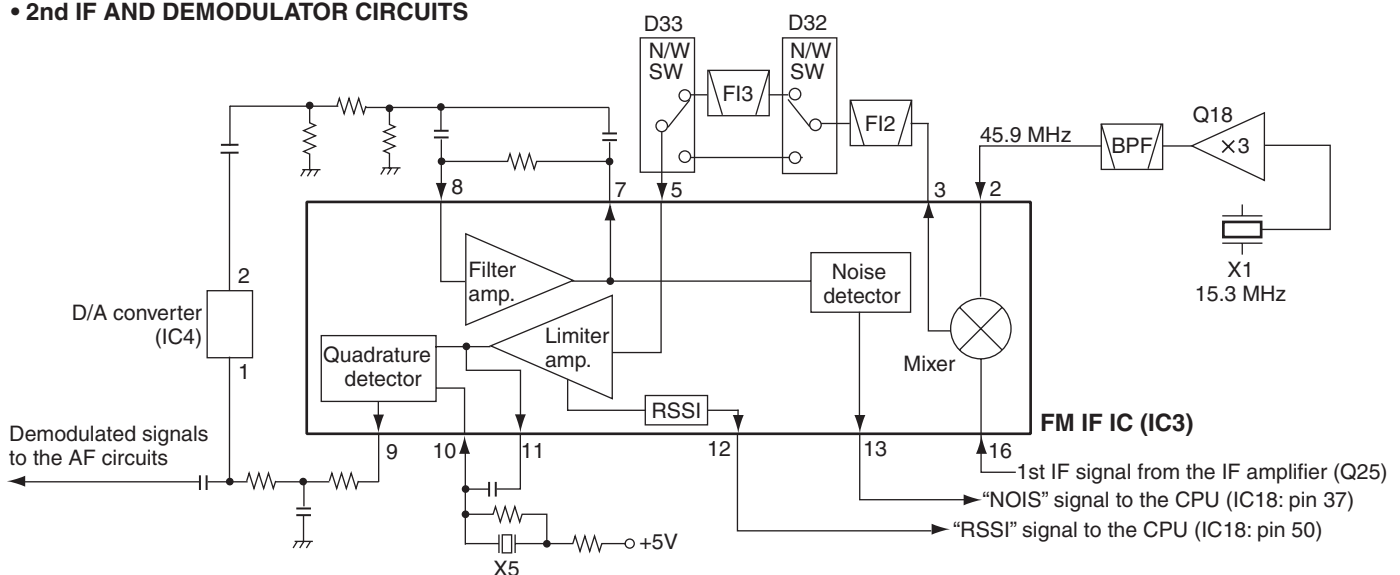 • 2nd IF AND DEMODULATOR CIRCUITS
D33
D32
N/W
SW
N/W
SW
FI3
FI2
Q18
×3
45.9 MHz
BPF
X1
15.3 MHz
8
7
5
3
2
Filter
amp.
Noise
detector
2
D/A converter
(IC4)
1
Limiter
amp.
Quadrature
detector
Mixer
RSSI
FM IF IC (IC3)
9
10
11
12
13
16
Demodulated signals
to the AF circuits
1st IF signal from the IF amplifier (Q25)
“NOIS” signal to the CPU (IC18: pin 37)
“RSSI” signal to the CPU (IC18: pin 50)
+5V
X5